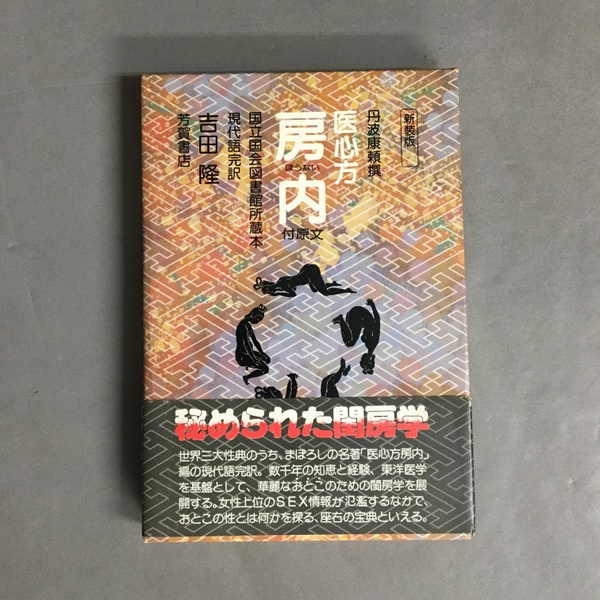 新装版
丹波康頼撰
医心方
房内
ぼうない
付原文
国立国会図書館所蔵本
現代語完訳
吉田 隆
芳賀書店
秘められた閨房学
世界三大性典のうち、まぼろしの名著「医心方房内」
編の現代語完訳。数千年の知恵と経験、東洋医学
を基盤として、華麗なおとこのための閨房学を展
開する。女性上位のSEX情報が氾濫するなかで、
おとこの性とは何かを探る、座右の宝典といえる。